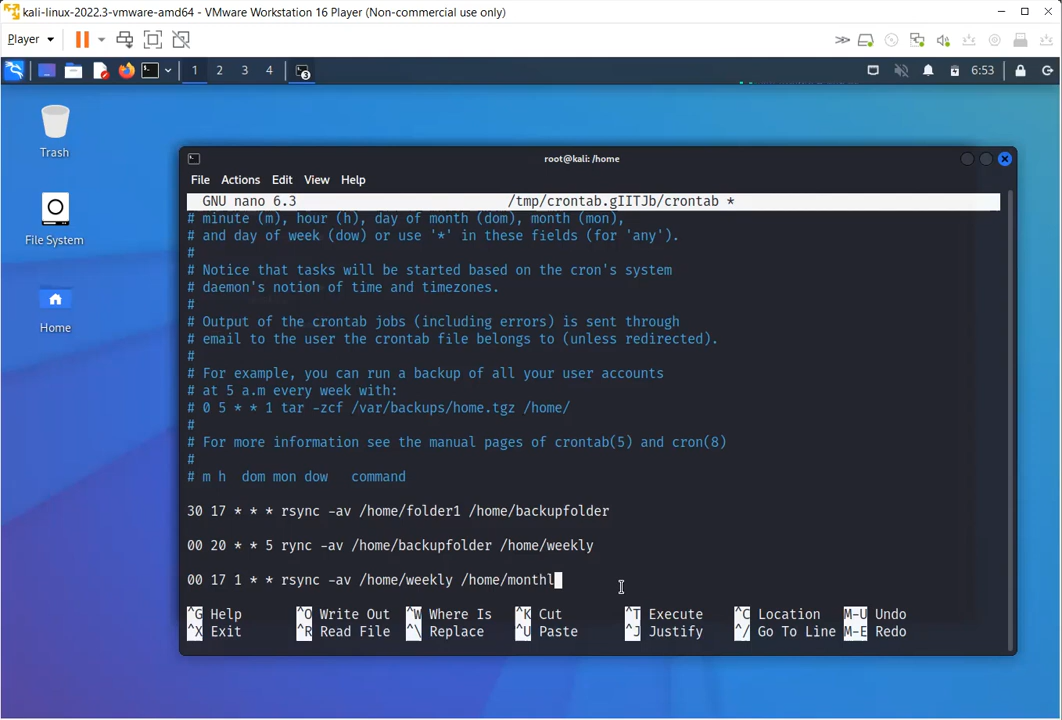 kali-linux-2022.3-vmware-amd64 - VMware Workstation 16 Player (Non-commercial use only)
Player
1 2 3 4 3 6:53
Trash
File System
Home
root@kali: /home
File Actions Edit View Help
GNU nano 6.3 /tmp/crontab.gIITJb/crontab *
# minute (m), hour (h), day of month (dom), month (mon),
# and day of week (dow) or use '*' in these fields (for 'any').
#
# Notice that tasks will be started based on the cron's system
# daemon's notion of time and timezones.
#
# Output of the crontab jobs (including errors) is sent through
# email to the user the crontab file belongs to (unless redirected).
#
# For example, you can run a backup of all your user accounts
# at 5 a.m every week with:
# 0 5 * * 1 tar -zcf /var/backups/home.tgz /home/
#
# For more information see the manual pages of crontab(5) and cron(8)
#
# m h  dom mon dow   command
30 17 * * * rsync -av /home/folder1 /home/backupfolder
00 20 * * 5 rync -av /home/backupfolder /home/weekly
00 17 1 * * rsync -av /home/weekly /home/monthl
^G Help ^O Write Out ^W Where Is ^K Cut ^T Execute ^C Location M-U Undo
^X Exit ^R Read File ^\ Replace ^U Paste ^J Justify ^/ Go To Line M-E Redo